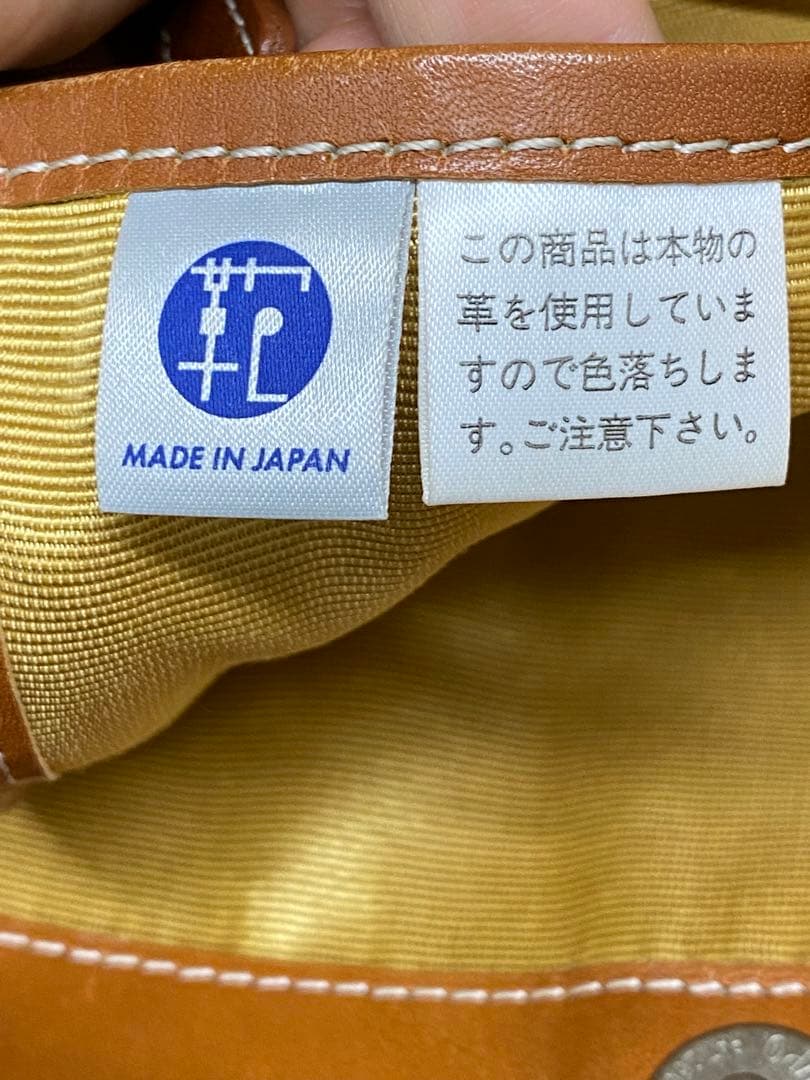 MADE IN JAPAN
この商品は本物の
革を使用していま
すので色落ちしま
す。ご注意下さい。